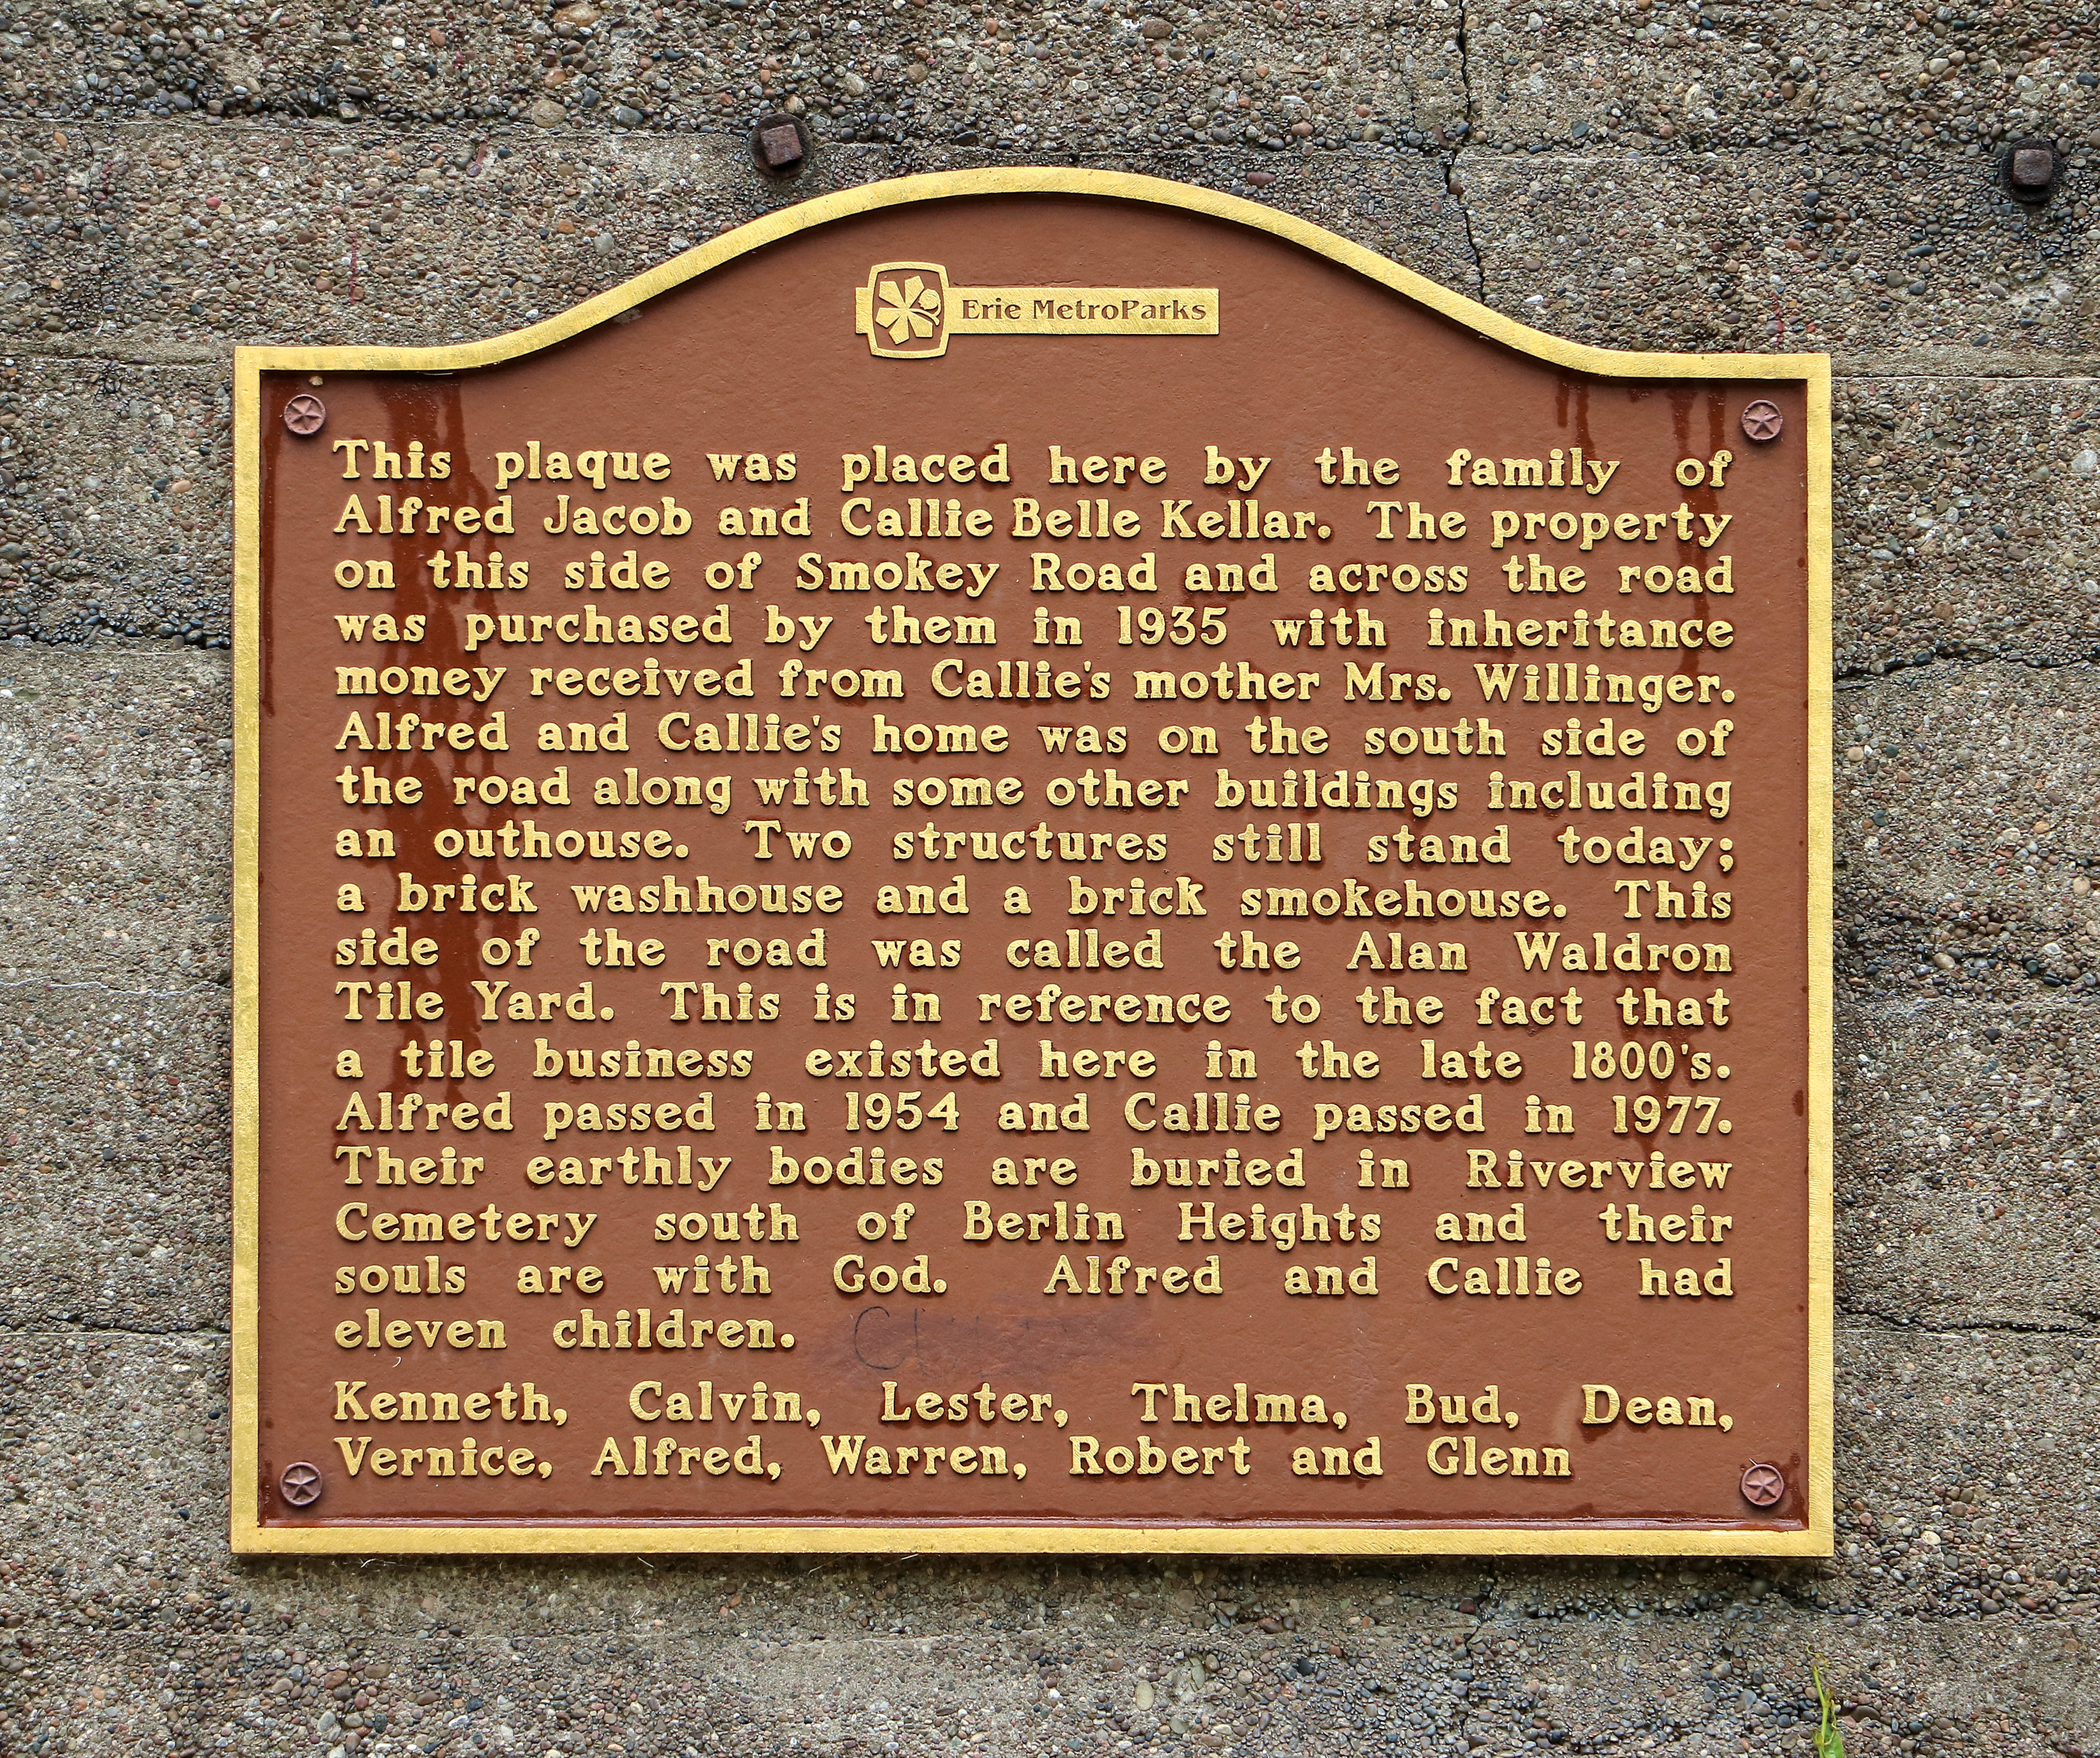 Erie MetroParks
This plaque was placed here by the family of
Alfred Jacob and Callie Belle Kellar. The property
on this side of Smokey Road and across the road
was purchased by them in 1935 with inheritance
money received from Callie's mother Mrs. Willinger.
Alfred and Callie's home was on the south side of
the road along with some other buildings including
an outhouse. Two structures still stand today;
a brick washhouse and a brick smokehouse. This
side of the road was called the Alan Waldron
Tile Yard. This is in reference to the fact that
a tile business existed here in the late 1800's.
Alfred passed in 1954 and Callie passed in 1977.
Their earthly bodies are buried in Riverview
Cemetery south of Berlin Heights and their
souls are with God. Alfred and Callie had
eleven children.
Kenneth, Calvin, Lester, Thelma, Bud, Dean,
Vernice, Alfred, Warren, Robert and Glenn